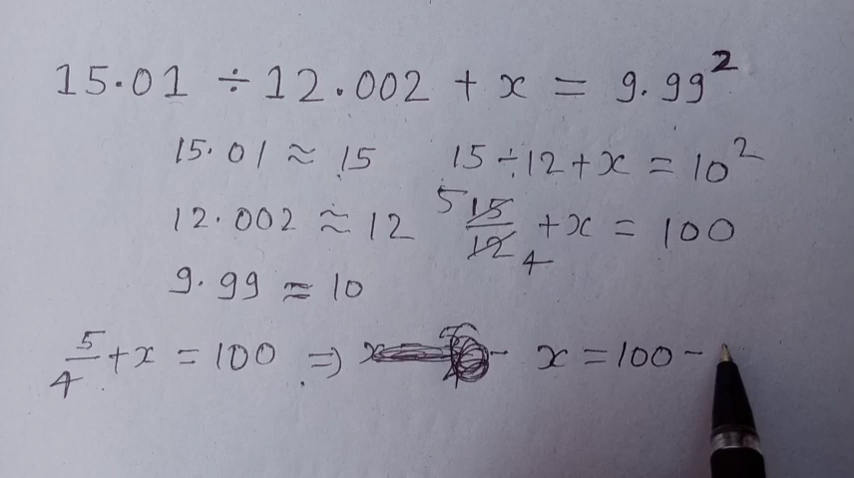 15.01 ÷ 12.002 + x = 9.99²
15.01 ≈ 15 15 ÷ 12 + x = 10²
12.002 ≈ 12 5 15/12 4 + x = 100
9.99 ≈ 10
5/4 + x = 100 ⇒ x = 100 -